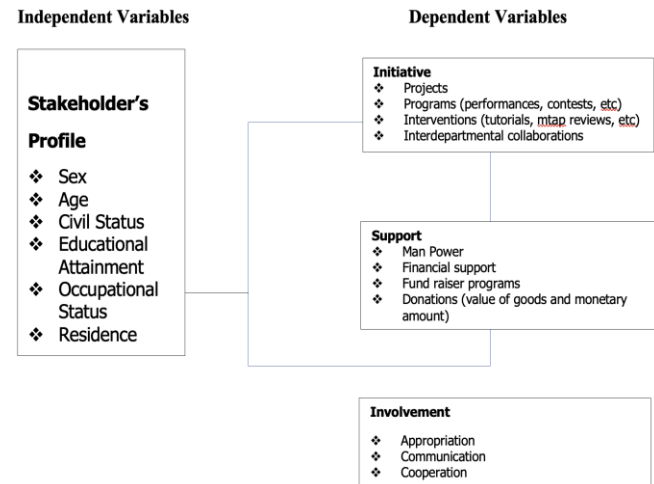 Independent Variables
Dependent Variables
Stakeholder's
Profile
❖ Sex
❖ Age
❖ Civil Status
❖ Educational
Attainment
❖ Occupational
Status
❖ Residence
Initiative
❖ Projects
❖ Programs (performances, contests, etc)
❖ Interventions (tutorials, mtap reviews, etc)
❖ Interdepartmental collaborations
Support
❖ Man Power
❖ Financial support
❖ Fund raiser programs
❖ Donations (value of goods and monetary
amount)
Involvement
❖ Appropriation
❖ Communication
❖ Cooperation